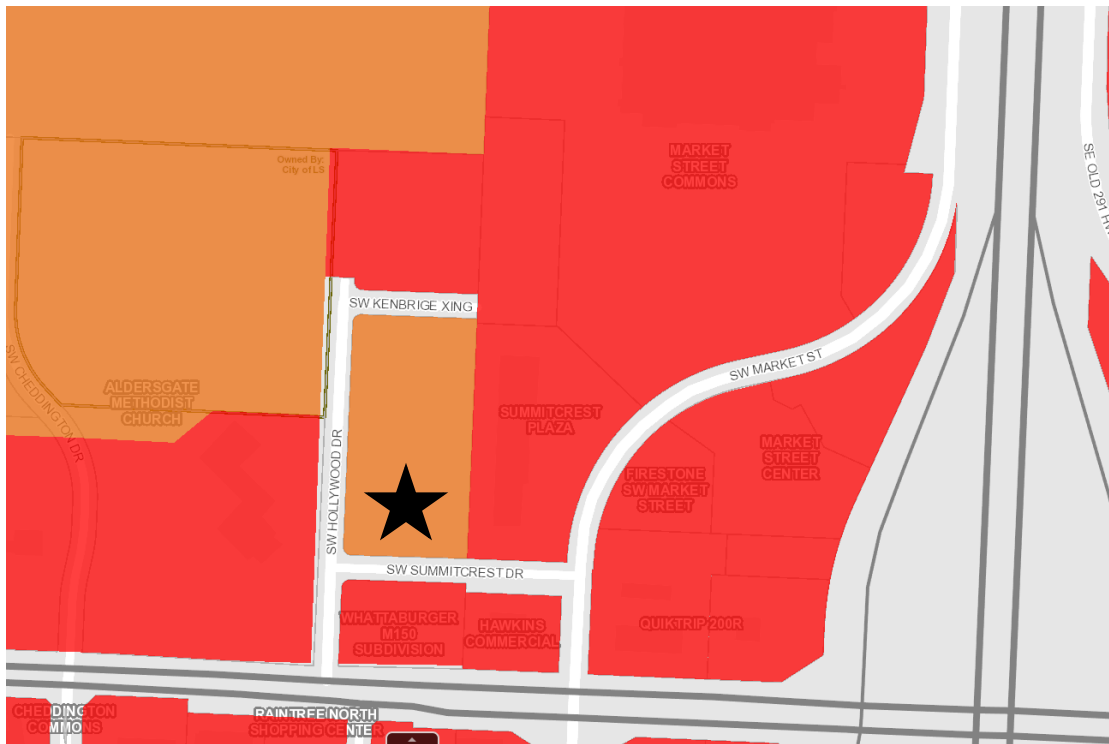 Owned By:
City of LS
MARKET
STREET
COMMONS
SE OLD 291 HW
SW KENBRIGE XING
SW MARKET ST
SW CHEDDINGTON DR
ALDERSGATE
METHODIST
CHURCH
SUMMITCREST
PLAZA
SW HOLLYWOOD DR
MARKET
STREET
CENTER
FIRESTONE
SW MARKET
STREET
SW SUMMITCREST DR
WHATTABURGER
M150
SUBDIVISION
HAWKINS
COMMERCIAL
QUIKTRIP 200R
CHEDDINGTON
COMMONS
RAINTREE NORTH
SHOPPING CENTER